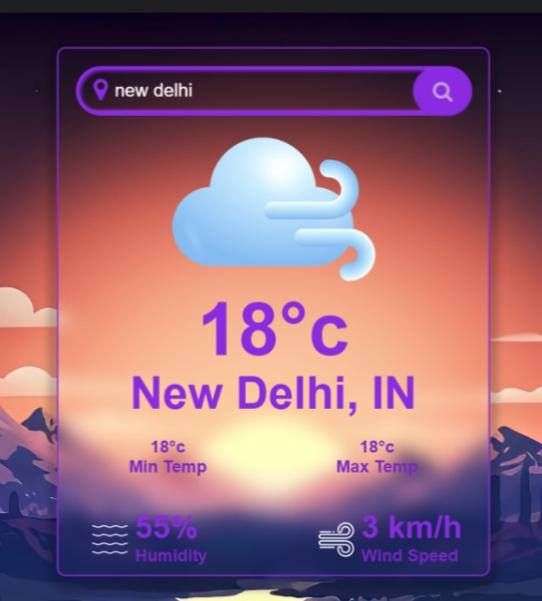 new delhi
18°c
New Delhi, IN
18°c 18°c
Min Temp Max Temp
55% 3 km/h
Humidity Wind Speed